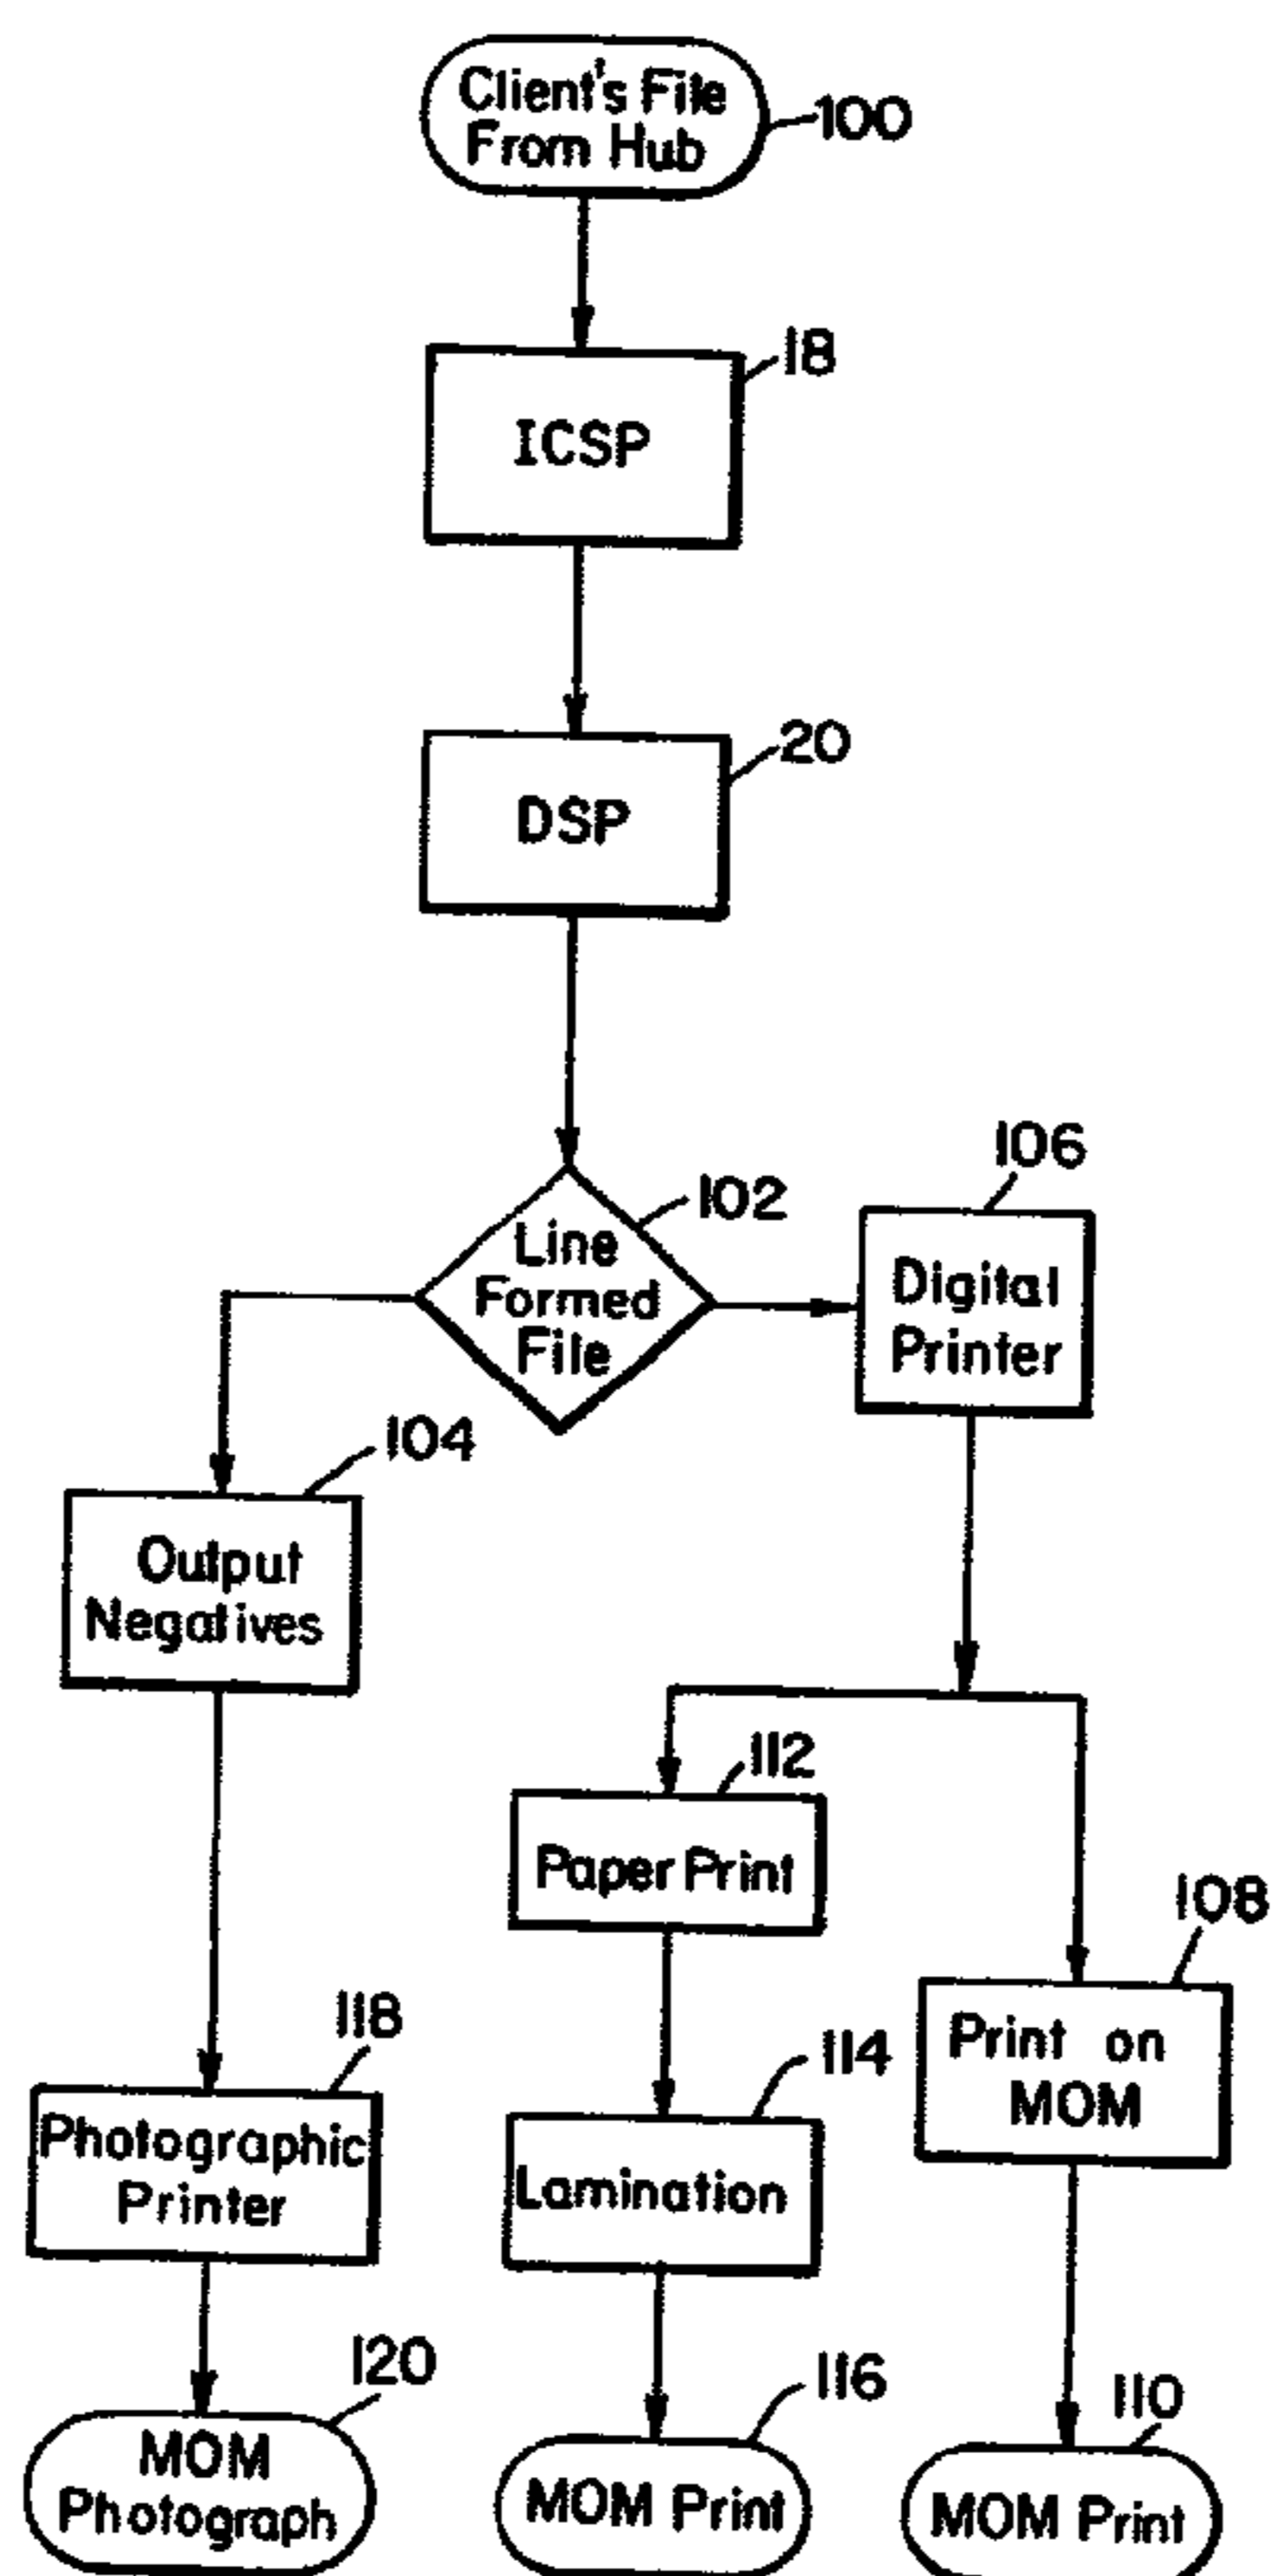 Client's File
From Hub
100
18
ICSP
20
DSP
102
Line
Formed
File
106
Digital
Printer
104
Output
Negatives
112
Paper Print
108
Print on
MOM
118
Photographic
Printer
114
Lamination
120
MOM
Photograph
116
MOM Print
110
MOM Print